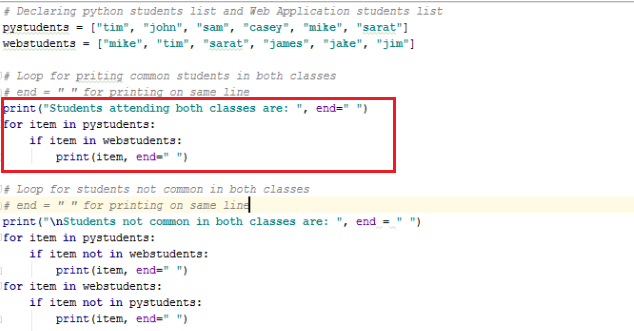 # Declaring python students list and Web Application students list
pystudents = ["tim", "john", "sam", "casey", "mike", "sarat"]
webstudents = ["mike", "tim", "sarat", "james", "jake", "jim"]
# Loop for priting common students in both classes
# end = " " for printing on same line
print("Students attending both classes are: ", end=" ")
for item in pystudents:
    if item in webstudents:
        print(item, end=" ")
# Loop for students not common in both classes
# end = " " for printing on same line
print("\nStudents not common in both classes are: ", end = " ")
for item in pystudents:
    if item not in webstudents:
        print(item, end=" ")
for item in webstudents:
    if item not in pystudents:
        print(item, end=" ")